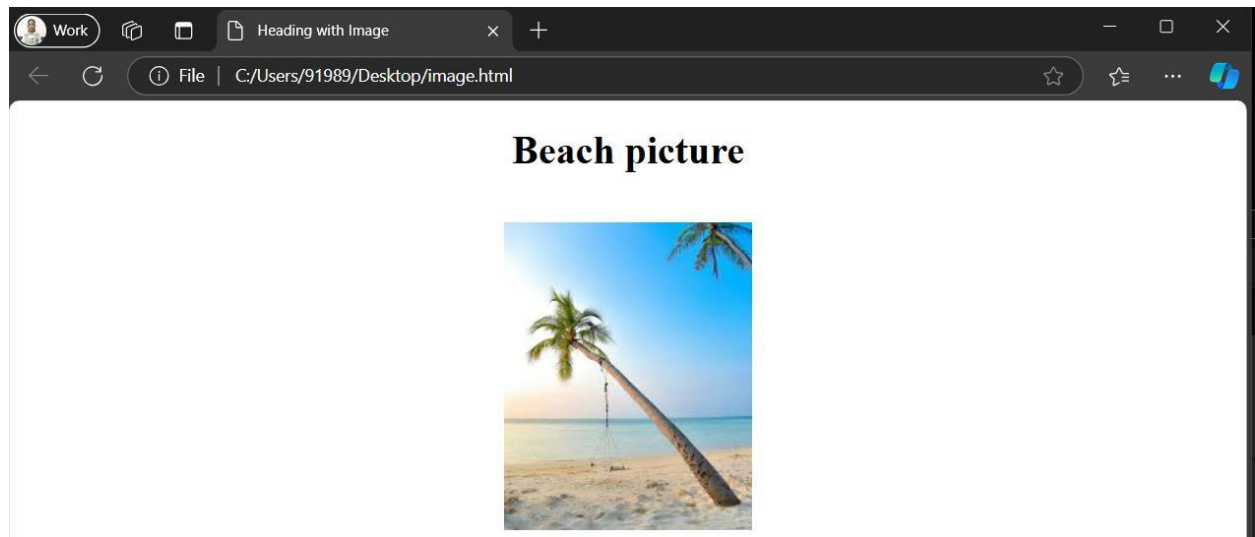 Work
Heading with Image
File | C:/Users/91989/Desktop/image.html
Beach picture